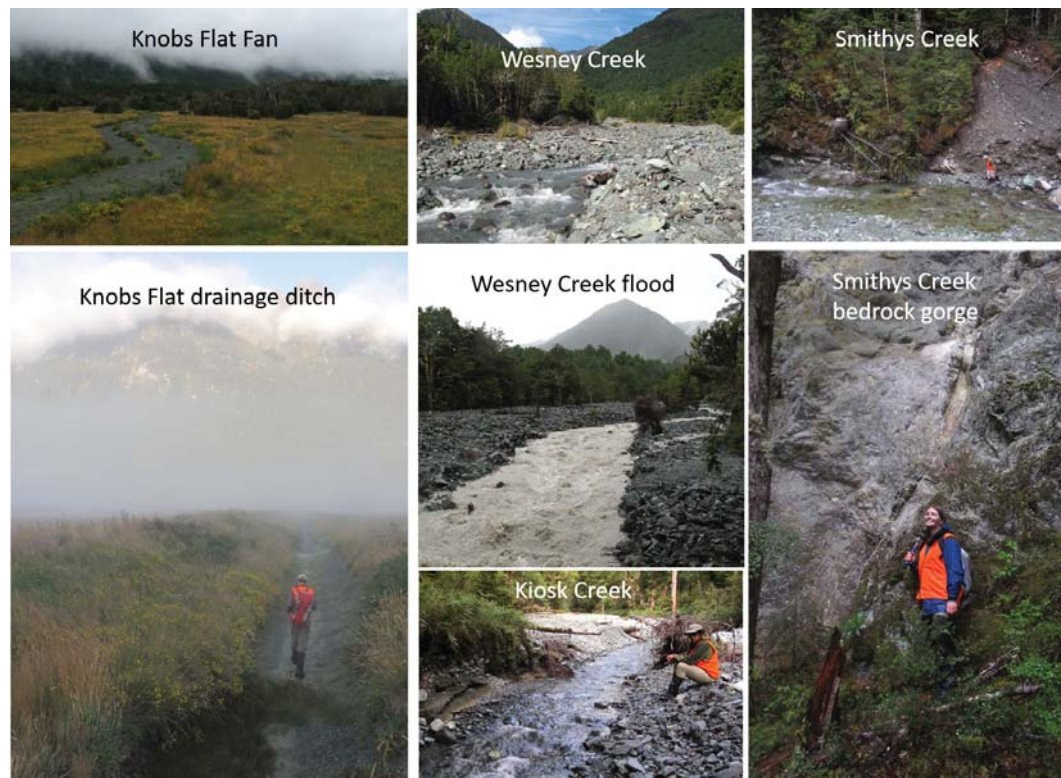 Knobs Flat Fan
Wesney Creek
Smithys Creek
Knobs Flat drainage ditch
Wesney Creek flood
Smithys Creek
bedrock gorge
Kiosk Creek